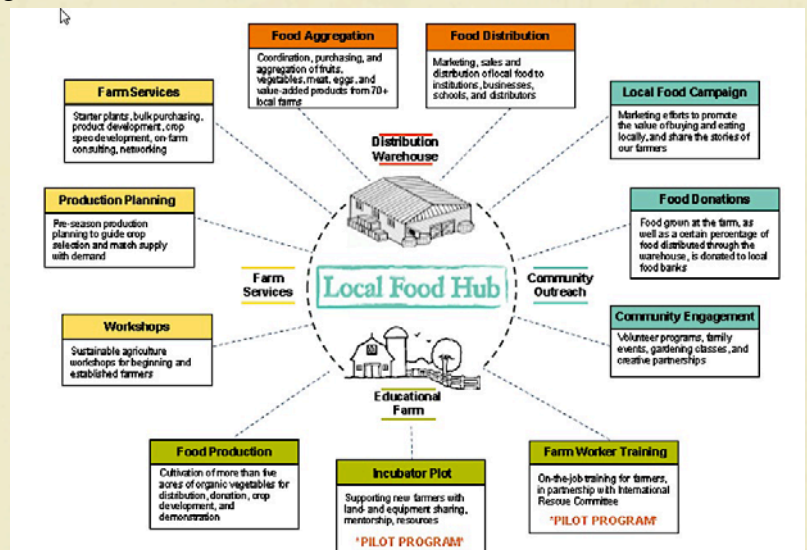 Food Aggregation
Coordination, purchasing, and
aggregation of fruits,
vegetables, meat, eggs, and
value-added products from 70+
local farms
Food Distribution
Marketing, sales and
distribution of local food to
institutions, businesses,
schools, and distributors
Farm Services
Starter plants, bulk purchasing,
product development, crop
spec development, on-farm
consulting, networking
Local Food Campaign
Marketing efforts to promote
the value of buying and eating
locally, and share the stories of
our farmers
Distribution
Warehouse
Production Planning
Pre-season production
planning to guide crop
selection and match supply
with demand
Food Donations
Food grown at the farm, as
well as a certain percentage of
food distributed through the
warehouse, is donated to local
food banks
Farm
Services
Local Food Hub
Community
Outreach
Workshops
Sustainable agriculture
workshops for beginning and
established farmers
Community Engagement
Volunteer programs, family
events, gardening classes, and
creative partnerships
Educational
Farm
Food Production
Cultivation of more than five
acres of organic vegetables for
distribution, donation, crop
development, and
demonstration
Incubator Plot
Supporting new farmers with
land- and equipment sharing,
mentorship, resources
*PILOT PROGRAM*
Farm Worker Training
On-the-job training for farmers,
in partnership with International
Rescue Committee
*PILOT PROGRAM*